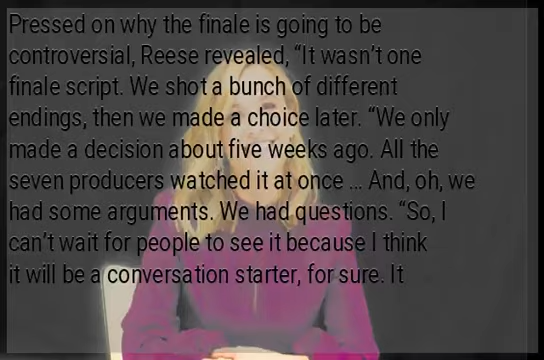 Pressed on why the finale is going to be
controversial, Reese revealed, “It wasn’t one
finale script. We shot a bunch of different
endings, then we made a choice later. “We only
made a decision about five weeks ago. All the
seven producers watched it at once ... And, oh, we
had some arguments. We had questions. “So, I
can’t wait for people to see it because I think
it will be a conversation starter, for sure. It